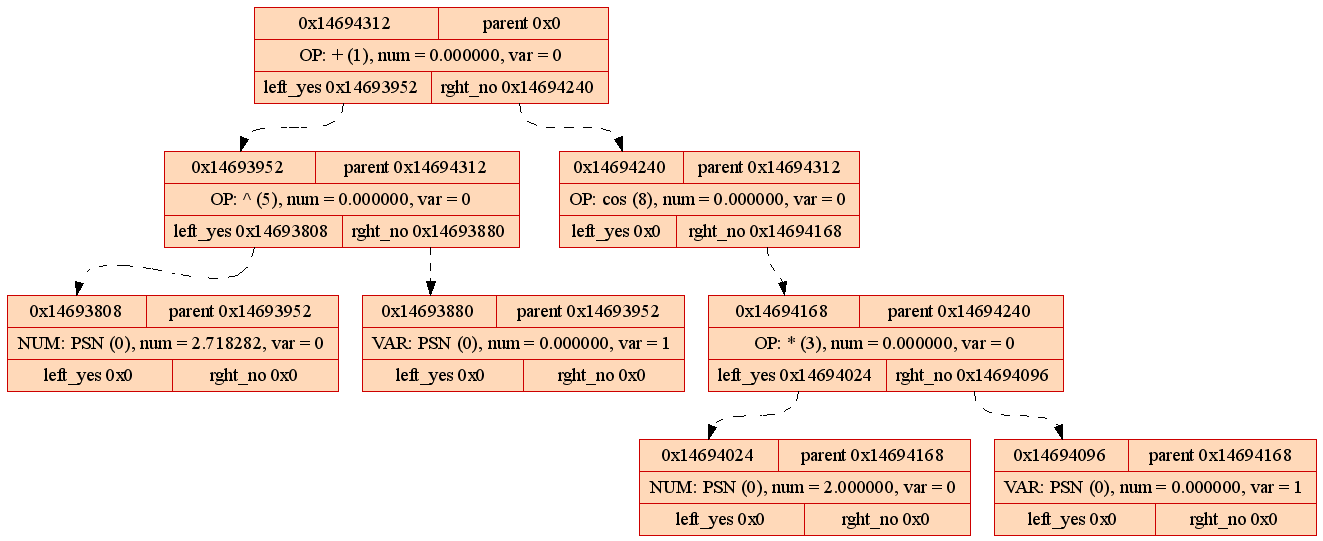 0x14694312 parent 0x0
OP: + (1), num = 0.000000, var = 0
left_yes 0x14693952 rght_no 0x14694240
0x14693952 parent 0x14694312
OP: ^ (5), num = 0.000000, var = 0
left_yes 0x14693808 rght_no 0x14693880
0x14694240 parent 0x14694312
OP: cos (8), num = 0.000000, var = 0
left_yes 0x0 rght_no 0x14694168
0x14693808 parent 0x14693952
NUM: PSN (0), num = 2.718282, var = 0
left_yes 0x0 rght_no 0x0
0x14693880 parent 0x14693952
VAR: PSN (0), num = 0.000000, var = 1
left_yes 0x0 rght_no 0x0
0x14694168 parent 0x14694240
OP: * (3), num = 0.000000, var = 0
left_yes 0x14694024 rght_no 0x14694096
0x14694024 parent 0x14694168
NUM: PSN (0), num = 2.000000, var = 0
left_yes 0x0 rght_no 0x0
0x14694096 parent 0x14694168
VAR: PSN (0), num = 0.000000, var = 1
left_yes 0x0 rght_no 0x0